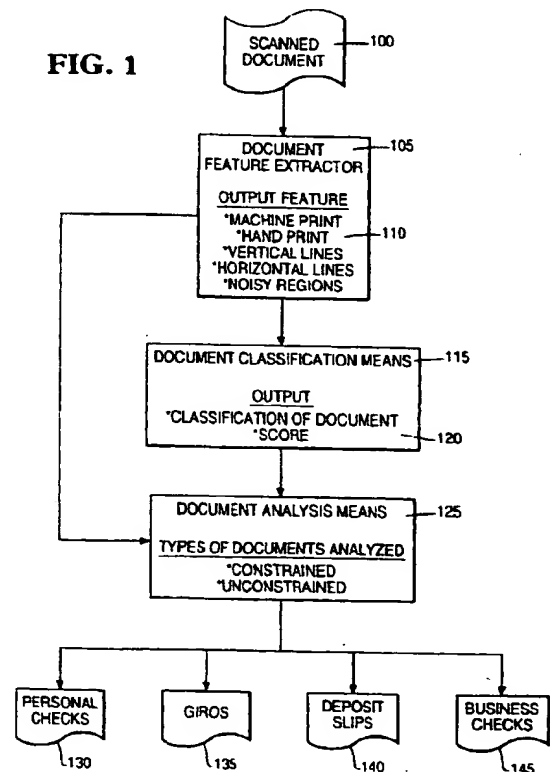 FIG. 1
SCANNED
DOCUMENT
100
DOCUMENT
FEATURE EXTRACTOR
105
OUTPUT FEATURE
*MACHINE PRINT
*HAND PRINT
110
*VERTICAL LINES
*HORIZONTAL LINES
*NOISY REGIONS
DOCUMENT CLASSIFICATION MEANS
115
OUTPUT
*CLASSIFICATION OF DOCUMENT
*SCORE
120
DOCUMENT ANALYSIS MEANS
125
TYPES OF DOCUMENTS ANALYZED
*CONSTRAINED
*UNCONSTRAINED
PERSONAL
CHECKS
GIROS
DEPOSIT
SLIPS
BUSINESS
CHECKS
130
135
140
145